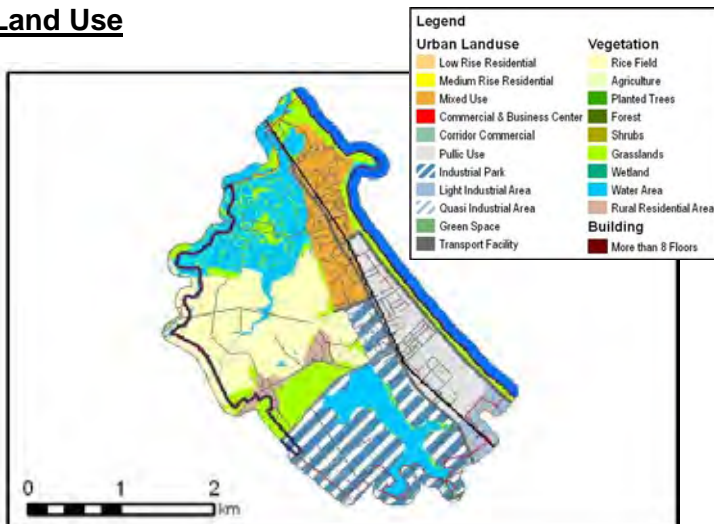 Land Use
Legend
Urban Landuse
Low Rise Residential
Medium Rise Residential
Mixed Use
Commercial & Business Center
Corridor Commercial
Pullic Use
Industrial Park
Light Industrial Area
Quasi Industrial Area
Green Space
Transport Facility
Vegetation
Rice Field
Agriculture
Planted Trees
Forest
Shrubs
Grasslands
Wetland
Water Area
Rural Residential Area
Building
More than 8 Floors
0 1 2
km